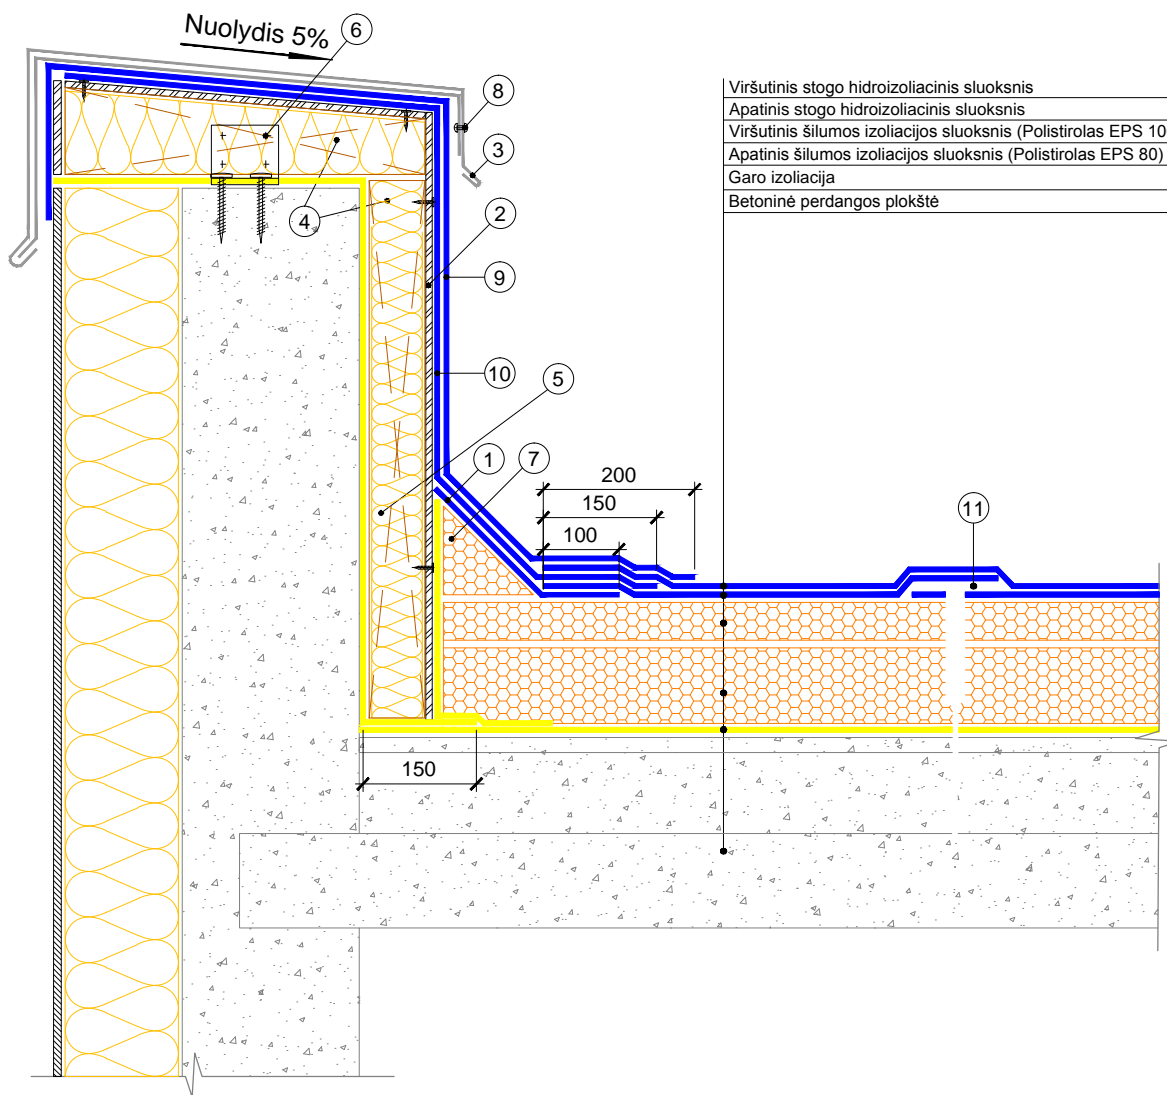 Nuolydis 5%
6
8
3
4
2
9
10
5
1
7
11
Viršutinis stogo hidroizoliacinis sluoksnis
Apatinis stogo hidroizoliacinis sluoksnis
Viršutinis šilumos izoliacijos sluoksnis (Polistirolas EPS 10
Apatinis šilumos izoliacijos sluoksnis (Polistirolas EPS 80)
Garo izoliacija
Betoninė perdangos plokštė
200
150
100
150